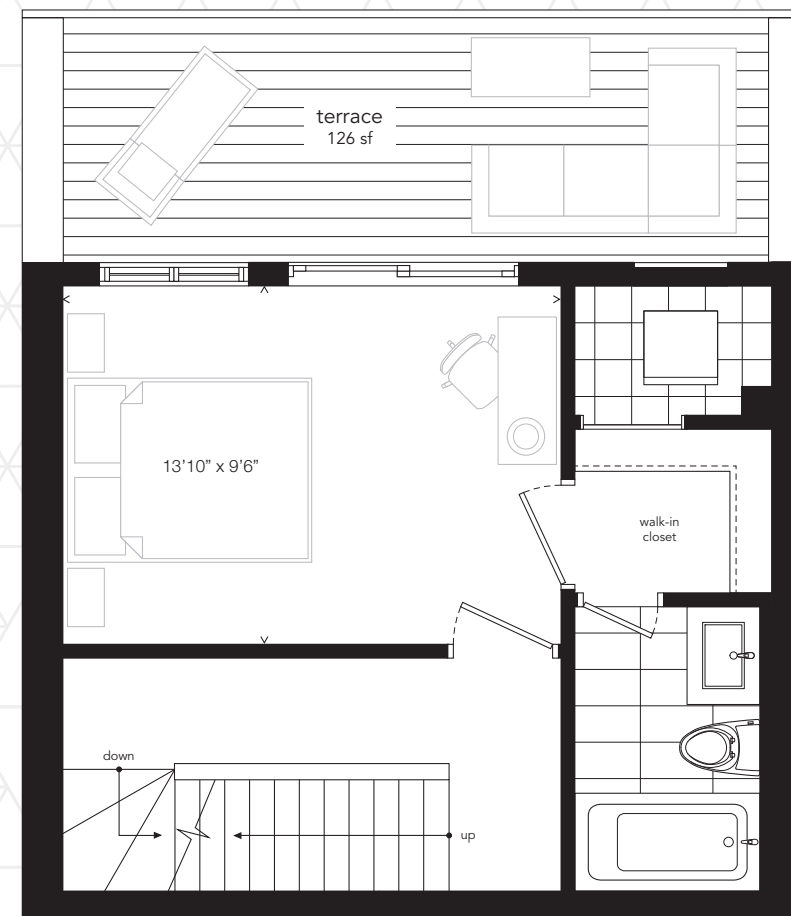 terrace
126 sf
13’10” x 9’6”
walk-in
closet
down
up